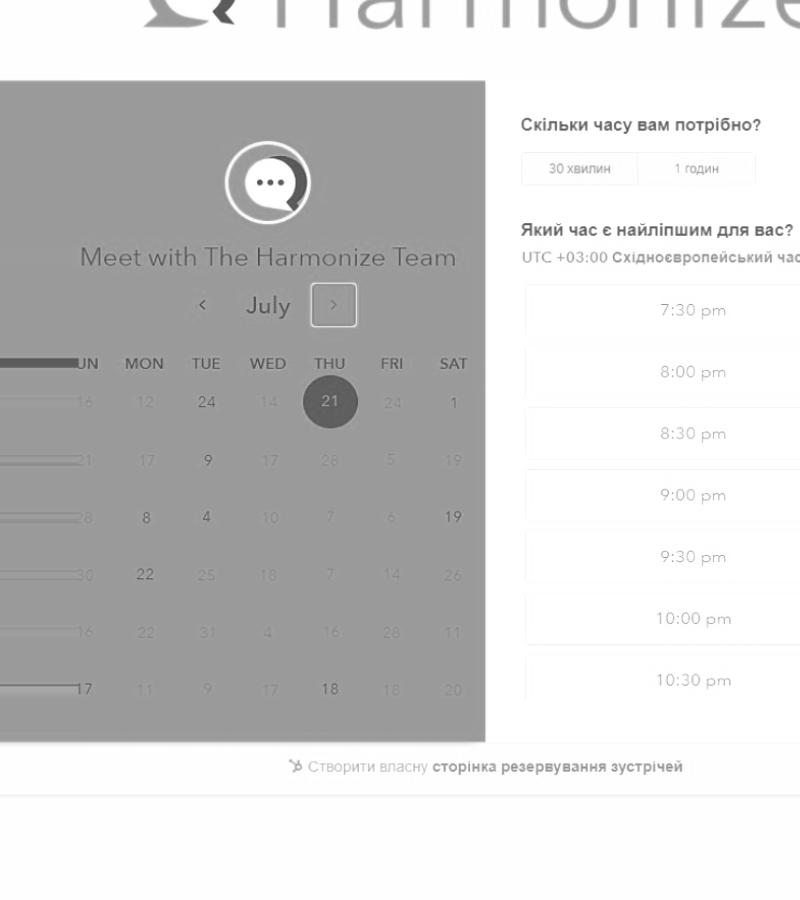 Harmonize
Meet with The Harmonize Team
July
UN MON TUE WED THU FRI SAT
16 12 24 14 21 24 1
21 17 9 17 28 5 19
28 8 4 10 7 6 19
30 22 25 18 7 14 26
16 22 31 4 16 28 11
17 11 9 17 18 18 20
Скільки часу вам потрібно?
30 хвилин 1 годин
Який час є найліпшим для вас?
UTC +03:00 Східноєвропейський час
7:30 pm
8:00 pm
8:30 pm
9:00 pm
9:30 pm
10:00 pm
10:30 pm
Створити власну сторінка резервування зустрічей